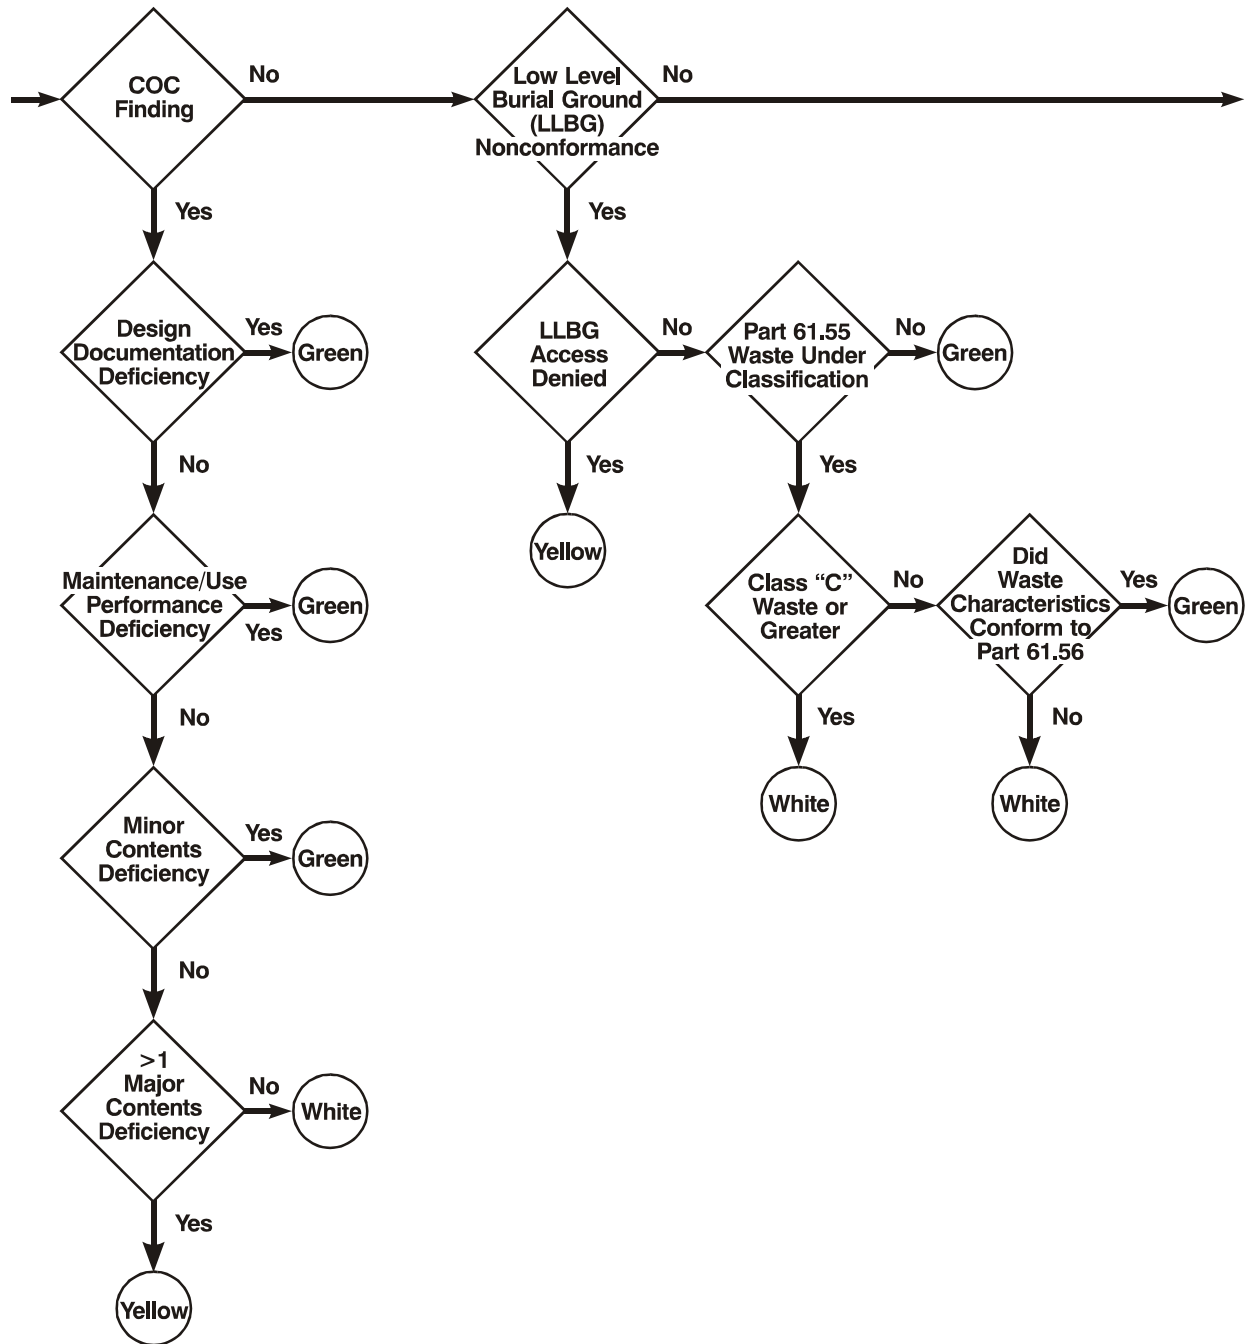 COC
Finding
No
Low Level
Burial Ground
(LLBG)
Nonconformance
No
Yes
Yes
Design
Documentation
Deficiency
Yes
Green
LLBG
Access
Denied
No
Part 61.55
Waste Under
Classification
No
Green
No
Yes
Yes
Maintenance/Use
Performance
Deficiency
Yes
Green
Yellow
Class “C”
Waste or
Greater
No
Did
Waste
Characteristics
Conform to
Part 61.56
Yes
Green
No
Yes
No
Minor
Contents
Deficiency
Yes
Green
White
White
No
>1
Major
Contents
Deficiency
No
White
Yes
Yellow